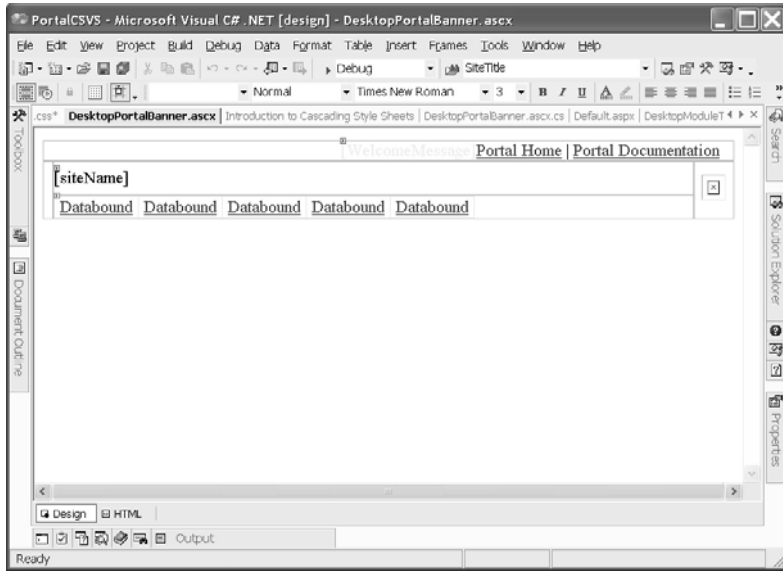 PortalCSVS - Microsoft Visual C# .NET [design] - DesktopPortalBanner.ascx
File Edit View Project Build Debug Data Format Table Insert Frames Tools Window Help
Debug SiteTitle
Normal Times New Roman 3 B I U
.css* DesktopPortalBanner.ascx Introduction to Cascading Style Sheets DesktopPortalBanner.ascx.cs Default.aspx DesktopModuleT
Toolbox
Document Outline
[WelcomeMessage] Portal Home | Portal Documentation
[siteName]
Databound Databound Databound Databound Databound
Search
Solution Explorer
Properties
Design HTML
Output
Ready